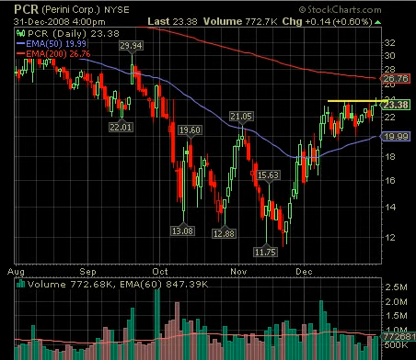 PCR (Perini Corp.) NYSE © StockCharts.com
31-Dec-2008 4:00pm Last 23.38 Volume 772.7K Chg +0.14 (+0.60%)
PCR (Daily) 23.38
EMA(50) 19.99
EMA(200) 26.76
29.94
22.01
19.60
21.05
15.63
13.08
12.88
11.75
32
30
28
26.76
24
23.38
19.99
18
16
14
12
Aug Sep Oct Nov Dec
Volume 772.68K, EMA(60) 847.39K
2.5M
2.0M
1.5M
1.0M
772681
500K